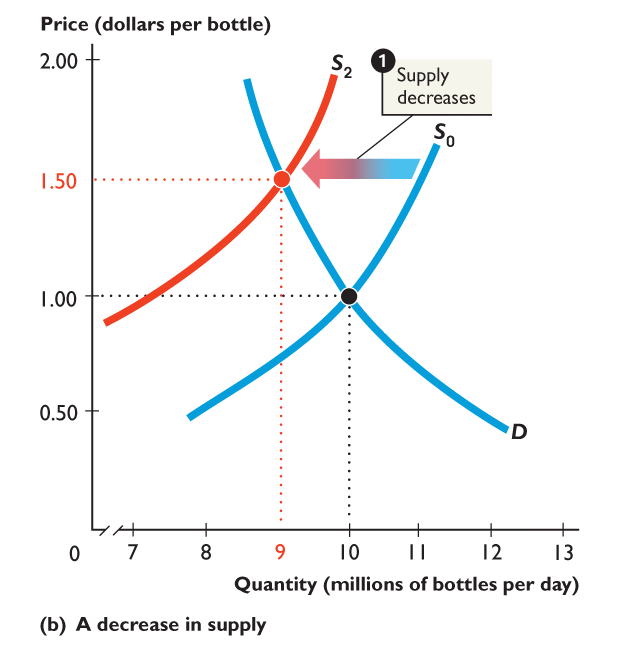 Price (dollars per bottle)
2.00
S2
1
Supply
decreases
S0
1.50
1.00
0.50
D
0
7
8
9
10
11
12
13
Quantity (millions of bottles per day)
(b) A decrease in supply